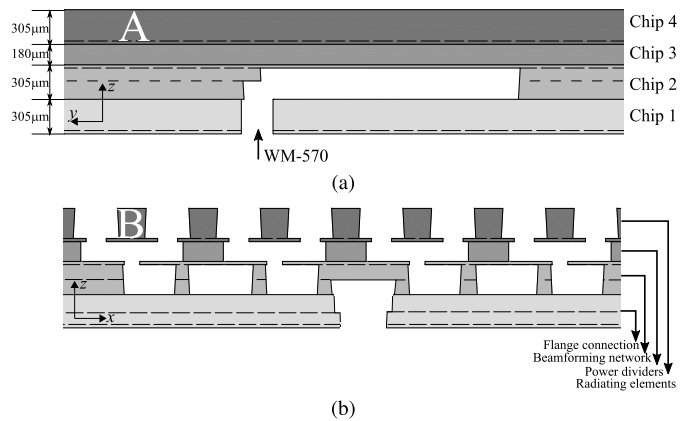 A
305μm
Chip 4
180μm
Chip 3
305μm
z
Chip 2
305μm
y
Chip 1
WM-570
(a)
B
z
x
Flange connection
Beamforming network
Power dividers
Radiating elements
(b)